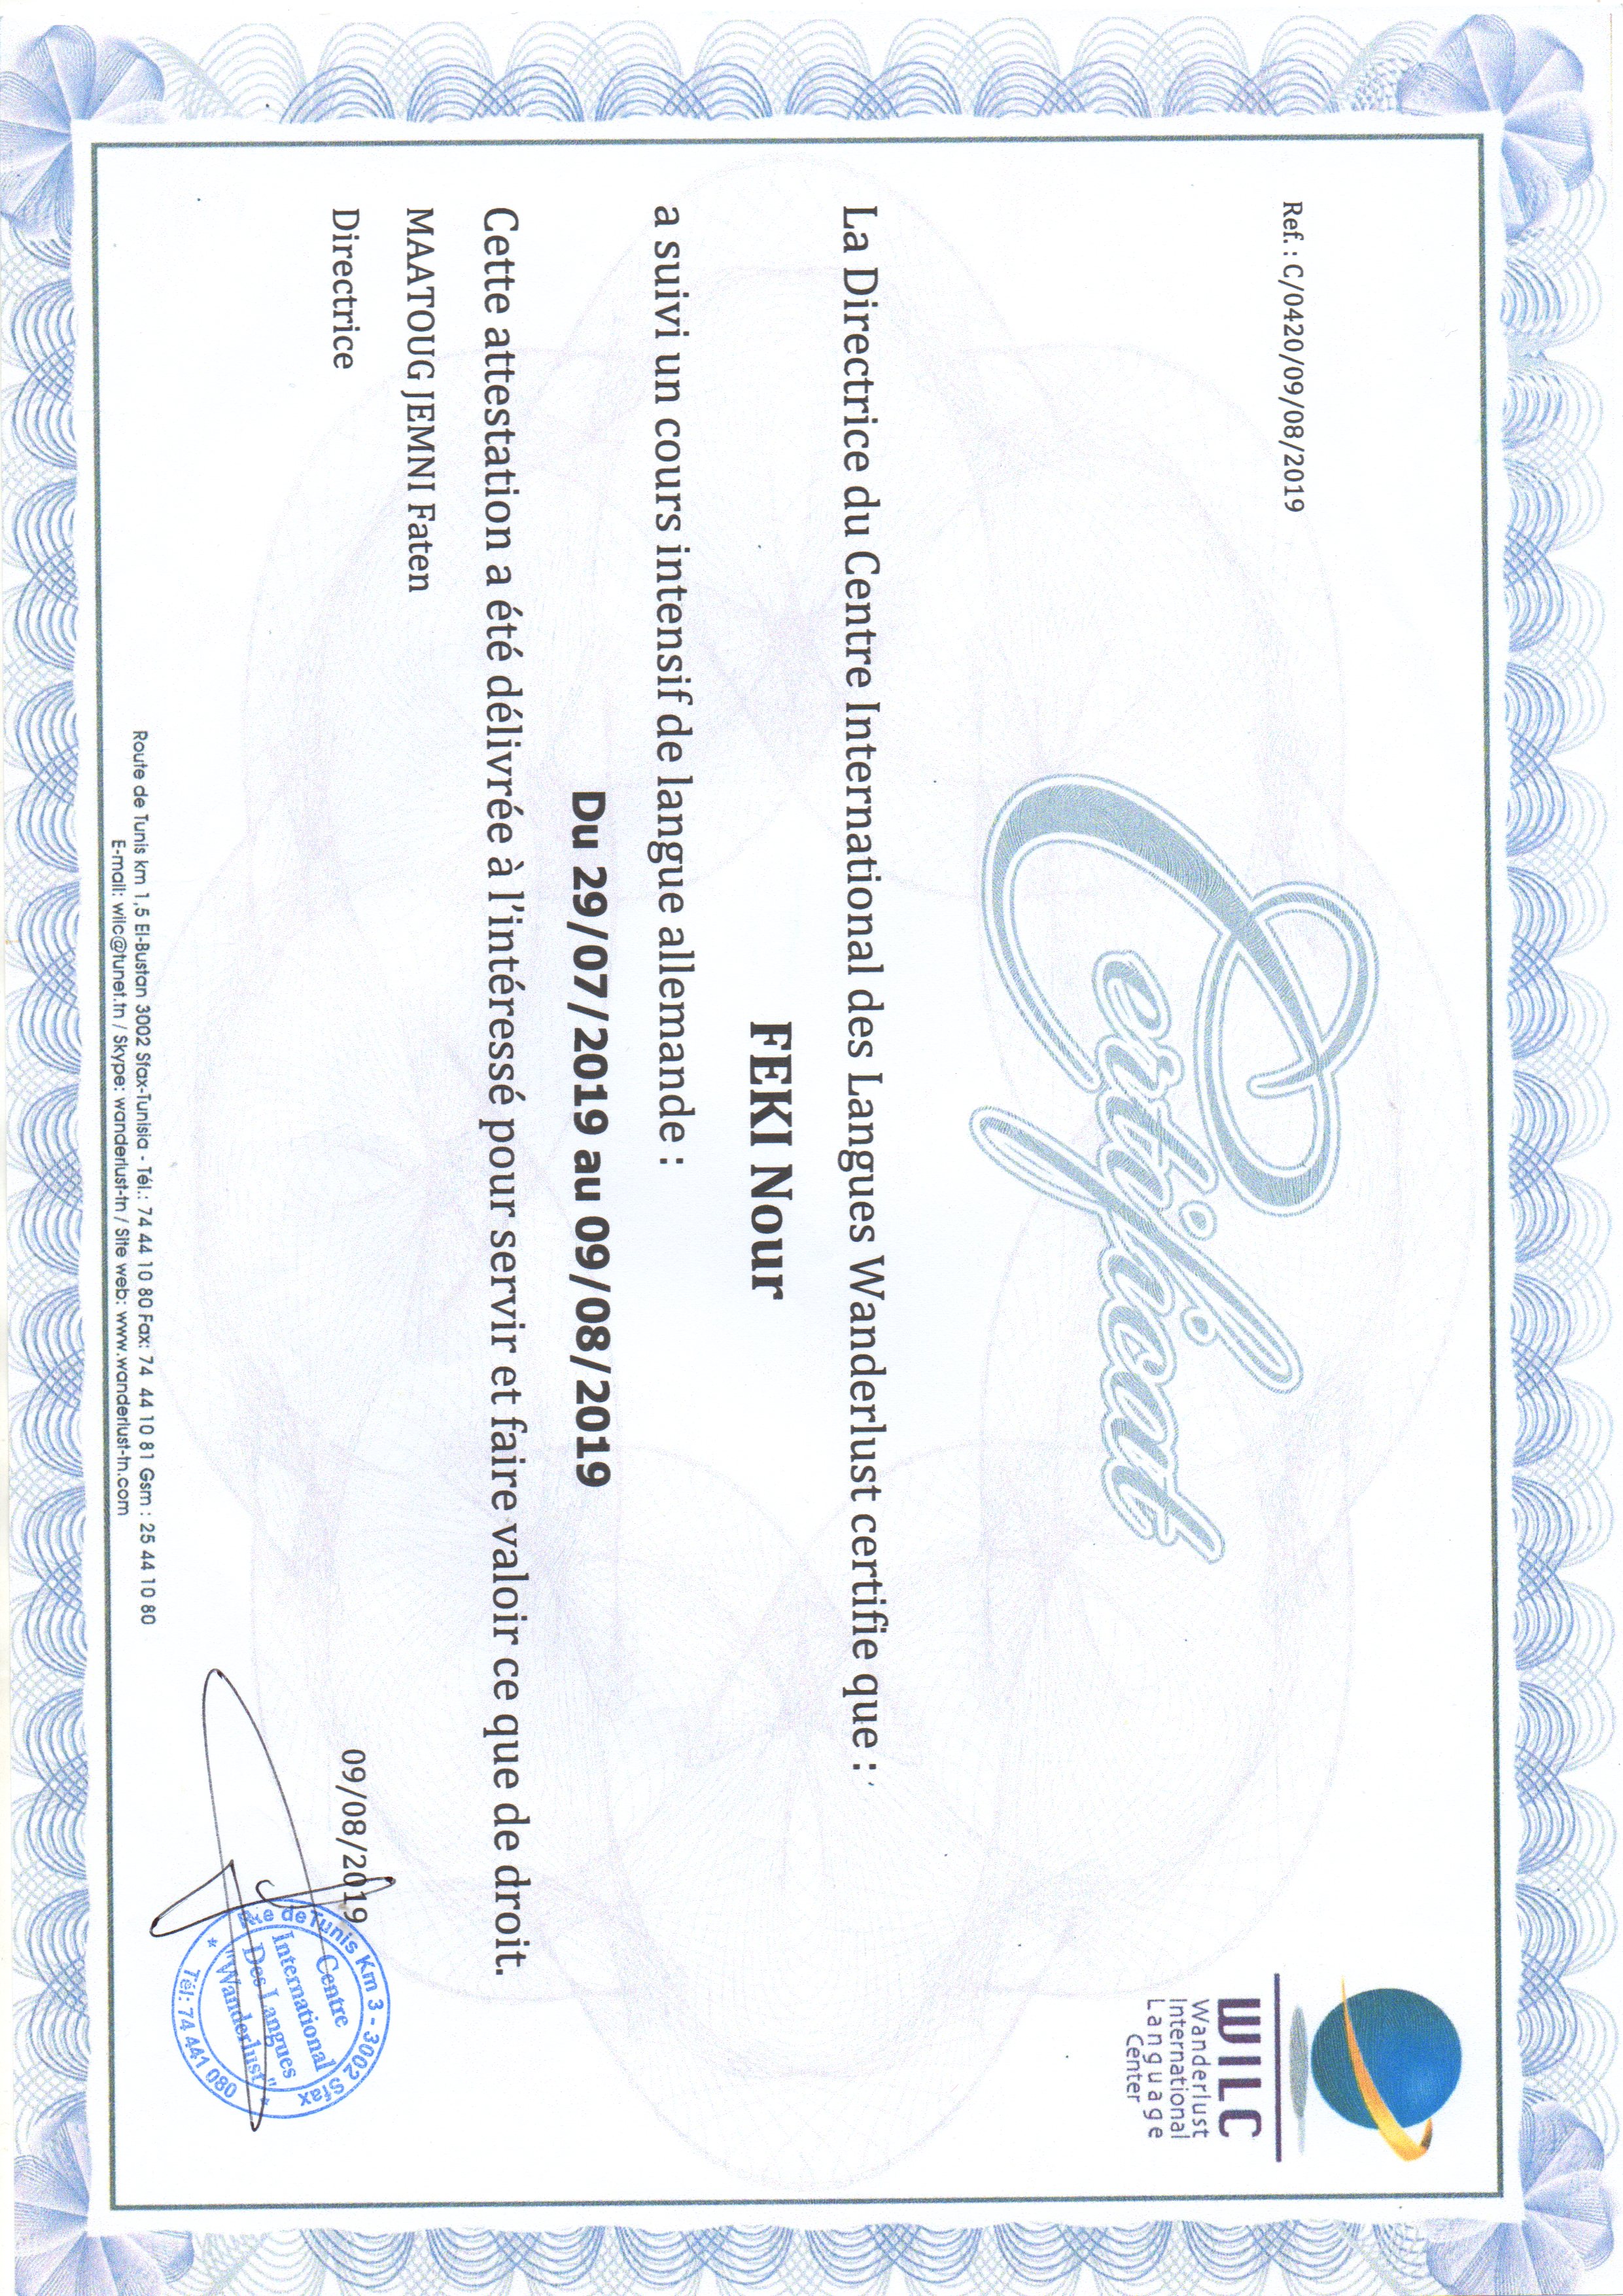 Ref. : C/0420/09/08/2019
Certificat
WILC
Wanderlust
International
Language
Center
La Directrice du Centre International des Langues Wanderlust certifie que :
FEKI Nour
a suivi un cours intensif de langue allemande :
Du 29/07/2019 au 09/08/2019
Cette attestation a été délivrée à l'intéressé pour servir et faire valoir ce que de droit.
MAATOUG JEMNI Faten
Directrice
09/08/2019
de Tunis Km 3 - 3002 Sfax
Centre
International
Des Langues
"Wanderlust"
* Tél: 74 441 080 *
Route de Tunis km 1,5 El-Bustan 3002 Sfax-Tunisia - Tél.: 74 44 10 80 Fax: 74 44 10 81 Gsm : 25 44 10 80
E-mail: wilc@tunet.tn / Skype: wanderlust-tn / Site web: www.wanderlust-tn.com